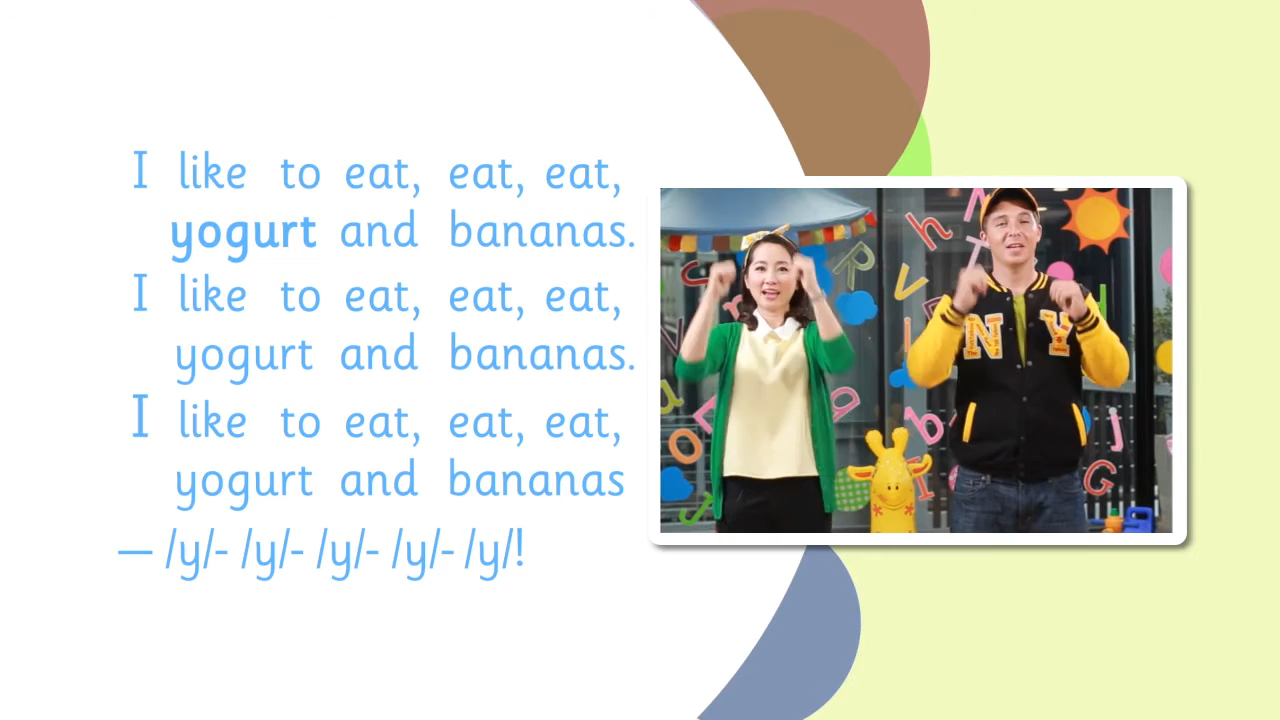 I like to eat, eat, eat,
yogurt and bananas.
I like to eat, eat, eat,
yogurt and bananas.
I like to eat, eat, eat,
yogurt and bananas
— /y/- /y/- /y/- /y/- /y/!
N Y
h
R
V
a
b
j
G
o
J